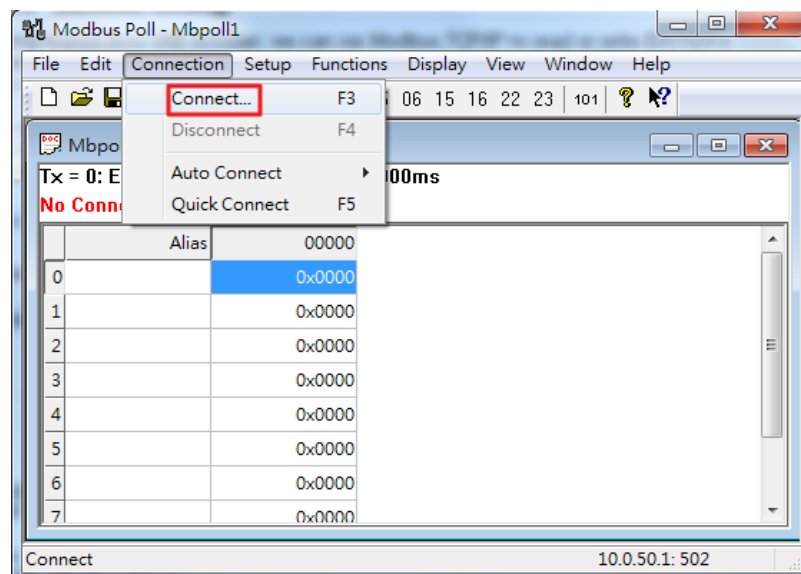 Modbus Poll - Mbpoll1
File Edit Connection Setup Functions Display View Window Help
Connect... F3 06 15 16 22 23 101
Disconnect F4
Mbpo
Auto Connect
Tx = 0: E 00ms
Quick Connect F5
No Conn
Alias 00000
0 0x0000
1 0x0000
2 0x0000
3 0x0000
4 0x0000
5 0x0000
6 0x0000
7 0x0000
Connect 10.0.50.1: 502